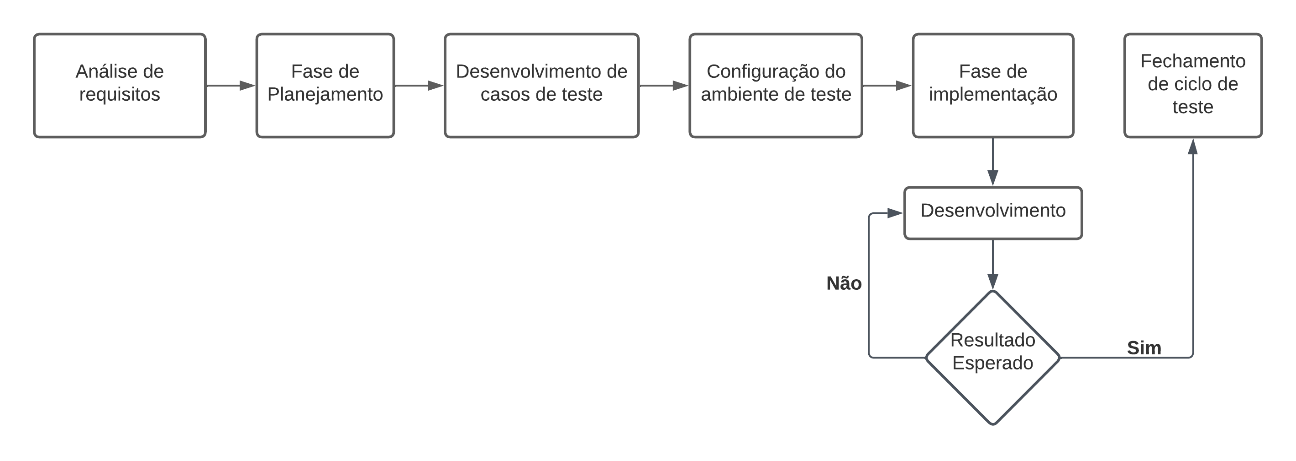 Análise de
requisitos
Fase de
Planejamento
Desenvolvimento de
casos de teste
Configuração do
ambiente de teste
Fase de
implementação
Fechamento
de ciclo de
teste
Desenvolvimento
Não
Resultado
Esperado
Sim